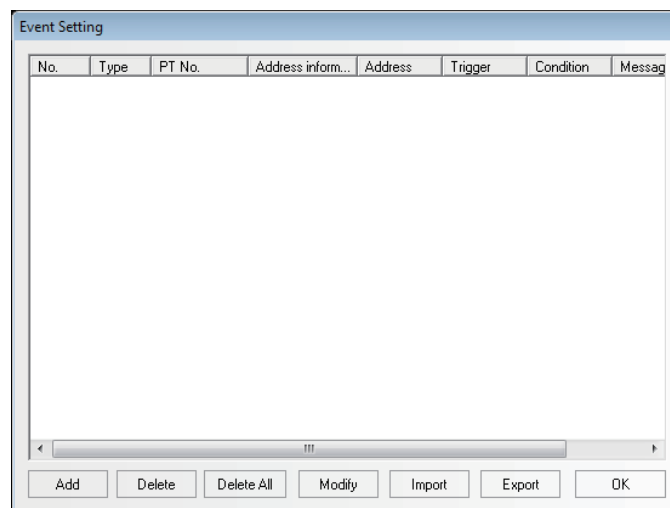 Event Setting
No. Type PT No. Address inform... Address Trigger Condition Messag
Add Delete Delete All Modify Import Export OK